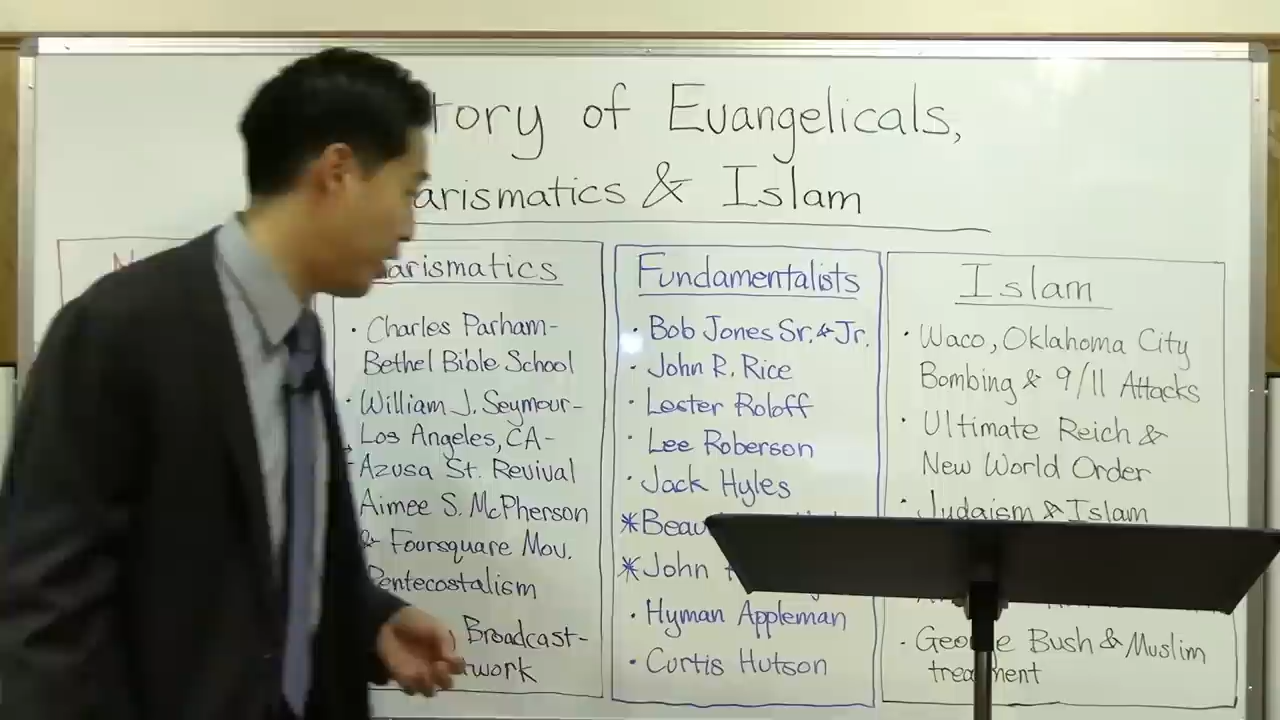 tory of Evangelicals,
arismatics & Islam
arismatics
• Charles Parham-
Bethel Bible School
• William J. Seymour-
Los Angeles, CA-
Azusa St. Revival
Aimee S. McPherson
& Foursquare Mov.
Pentecostalism
Broadcast-
twork
Fundamentalists
• Bob Jones Sr. & Jr.
• John R. Rice
• Lester Roloff
• Lee Roberson
• Jack Hyles
*Beau
*John
• Hyman Appleman
• Curtis Hutson
Islam
• Waco, Oklahoma City
Bombing & 9/11 Attacks
• Ultimate Reich &
New World Order
• Judaism & Islam
• George Bush & Muslim
treatment